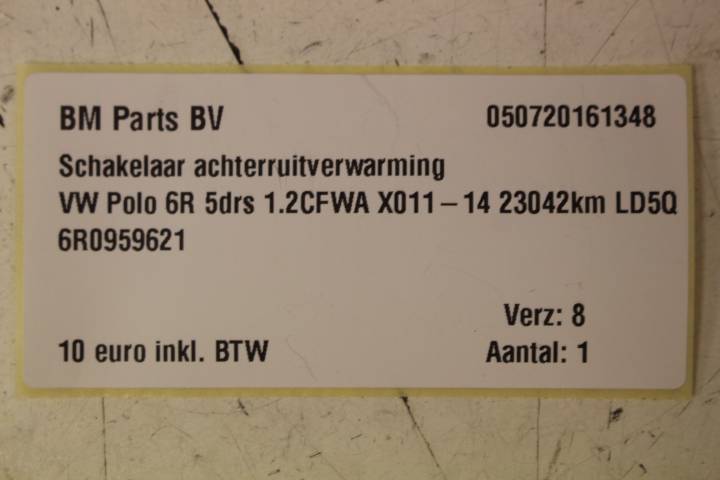 BM Parts BV 050720161348
Schakelaar achterruitverwarming
VW Polo 6R 5drs 1.2CFWA X011-14 23042km LD5Q
6R0959621
Verz: 8
10 euro inkl. BTW Aantal: 1